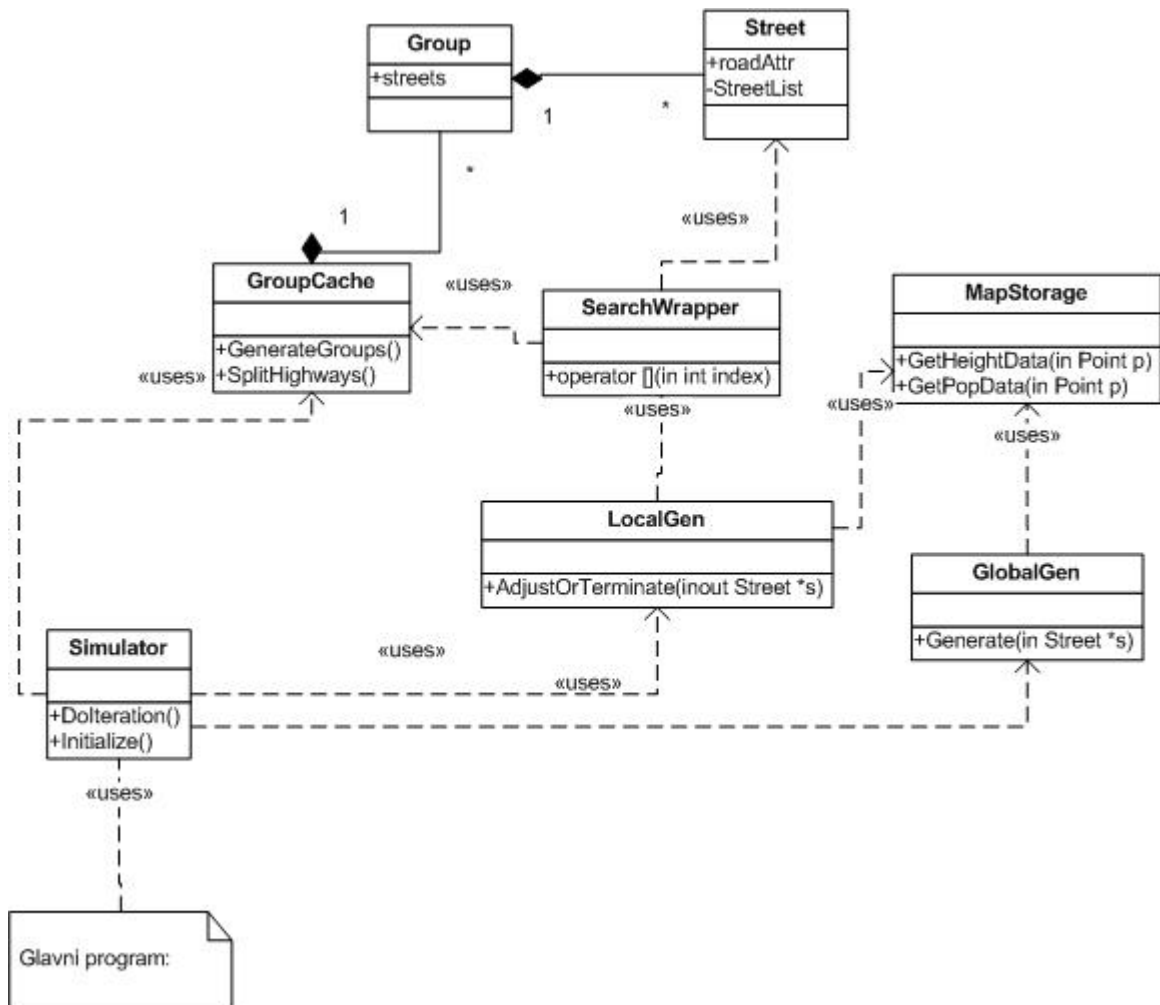 Group
+streets
Street
+roadAttr
-StreetList
1
*
*
«uses»
1
GroupCache
+GenerateGroups()
+SplitHighways()
«uses»
SearchWrapper
+operator [](in int index)
MapStorage
+GetHeightData(in Point p)
+GetPopData(in Point p)
«uses»
«uses»
«uses»
«uses»
LocalGen
+AdjustOrTerminate(inout Street *s)
GlobalGen
+Generate(in Street *s)
Simulator
+DoIteration()
+Initialize()
«uses»
«uses»
«uses»
Glavni program: